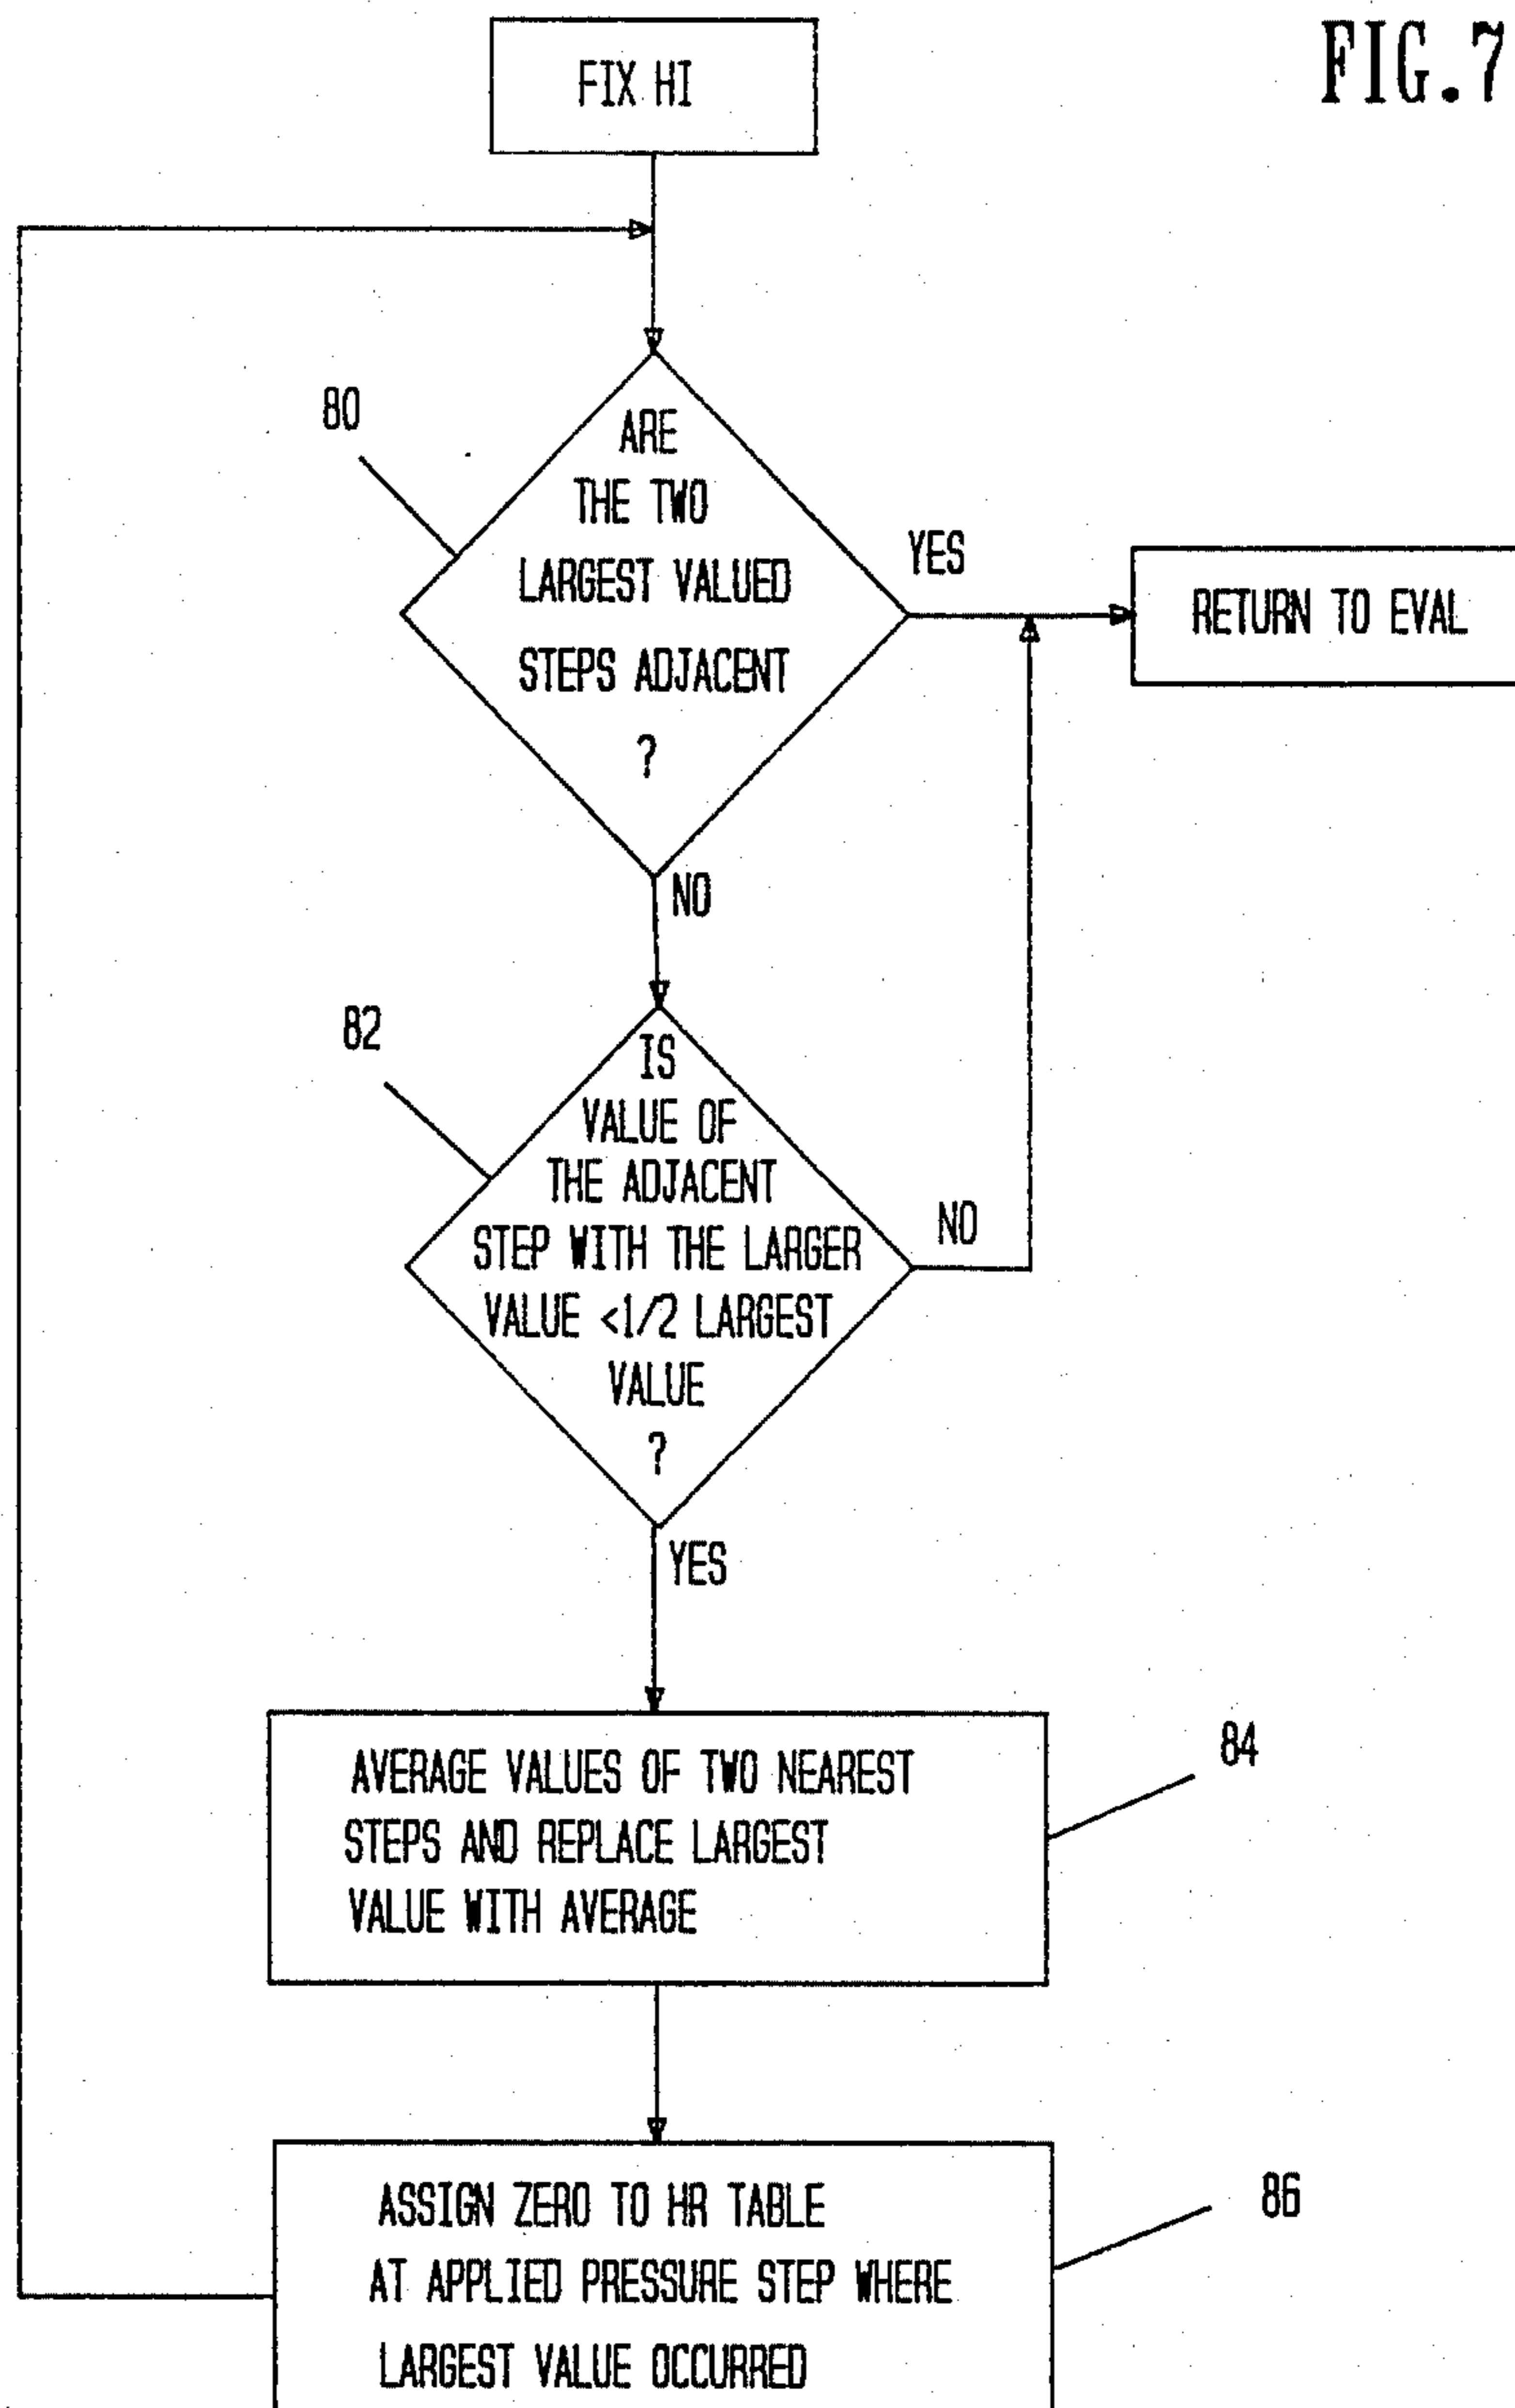 FIG.7
FIX HI
80
ARE
THE TWO
LARGEST VALUED
STEPS ADJACENT
?
YES
RETURN TO EVAL
NO
82
IS
VALUE OF
THE ADJACENT
STEP WITH THE LARGER
VALUE <1/2 LARGEST
VALUE
?
NO
YES
84
AVERAGE VALUES OF TWO NEAREST
STEPS AND REPLACE LARGEST
VALUE WITH AVERAGE
86
ASSIGN ZERO TO HR TABLE
AT APPLIED PRESSURE STEP WHERE
LARGEST VALUE OCCURRED